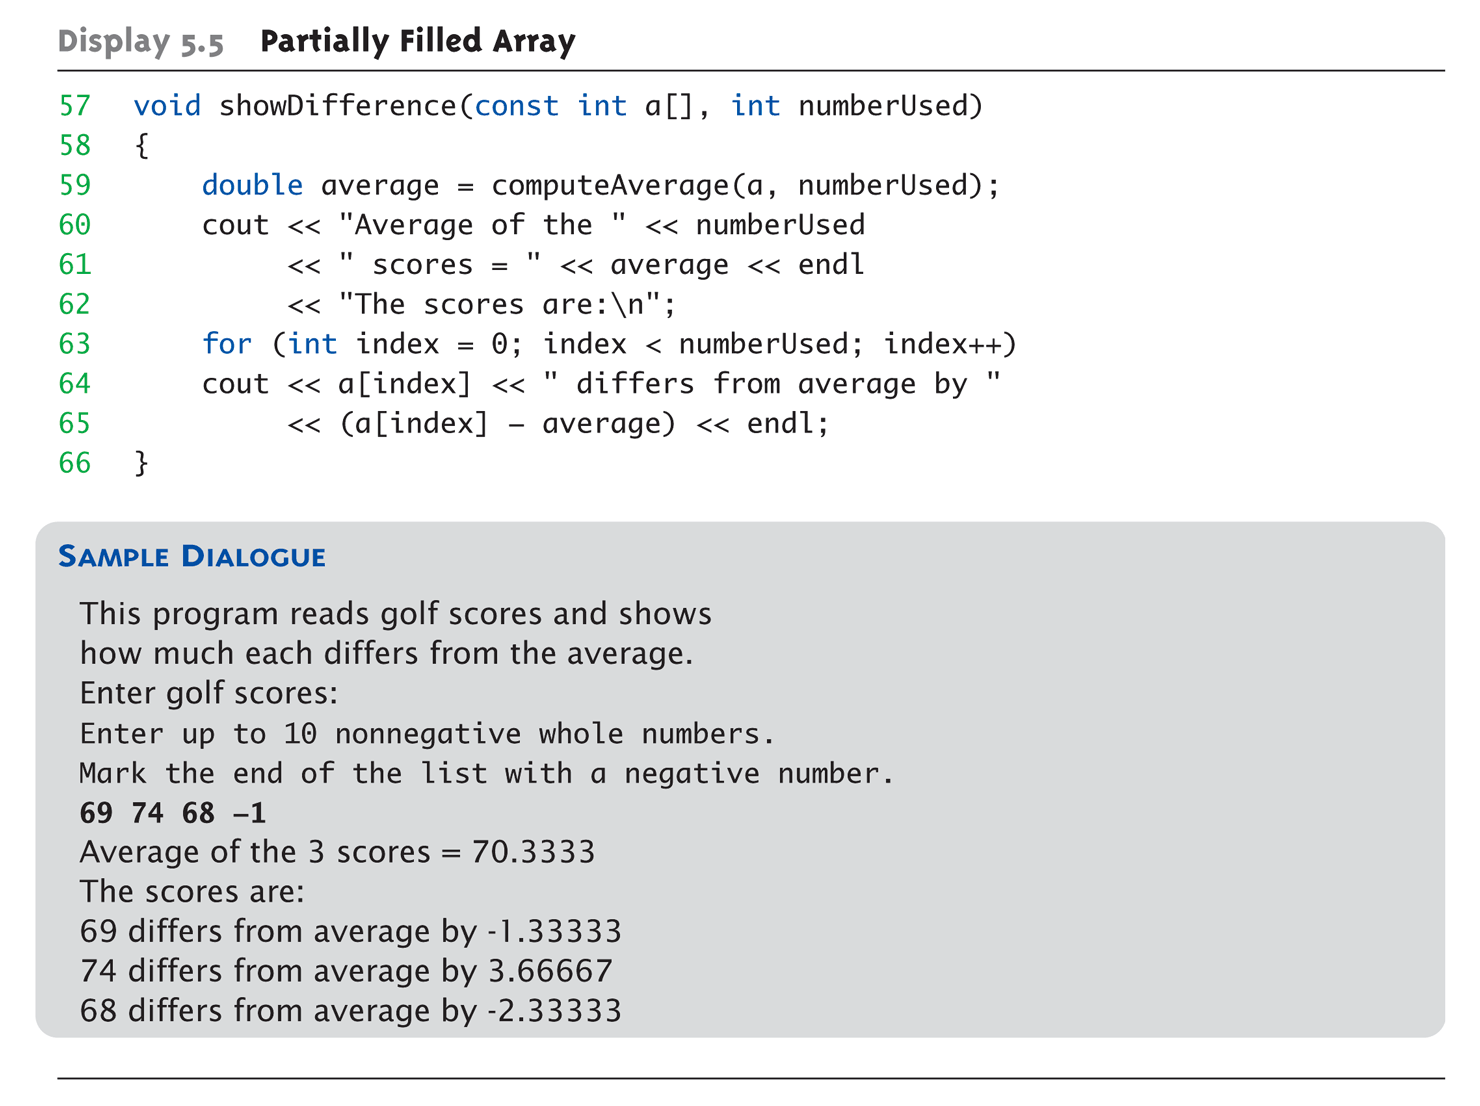 Display 5.5 Partially Filled Array
57 void showDifference(const int a[], int numberUsed)
58 {
59 double average = computeAverage(a, numberUsed);
60 cout << "Average of the " << numberUsed
61 << " scores = " << average << endl
62 << "The scores are:\n";
63 for (int index = 0; index < numberUsed; index++)
64 cout << a[index] << " differs from average by "
65 << (a[index] – average) << endl;
66 }
SAMPLE DIALOGUE
This program reads golf scores and shows
how much each differs from the average.
Enter golf scores:
Enter up to 10 nonnegative whole numbers.
Mark the end of the list with a negative number.
69 74 68 –1
Average of the 3 scores = 70.3333
The scores are:
69 differs from average by -1.33333
74 differs from average by 3.66667
68 differs from average by -2.33333